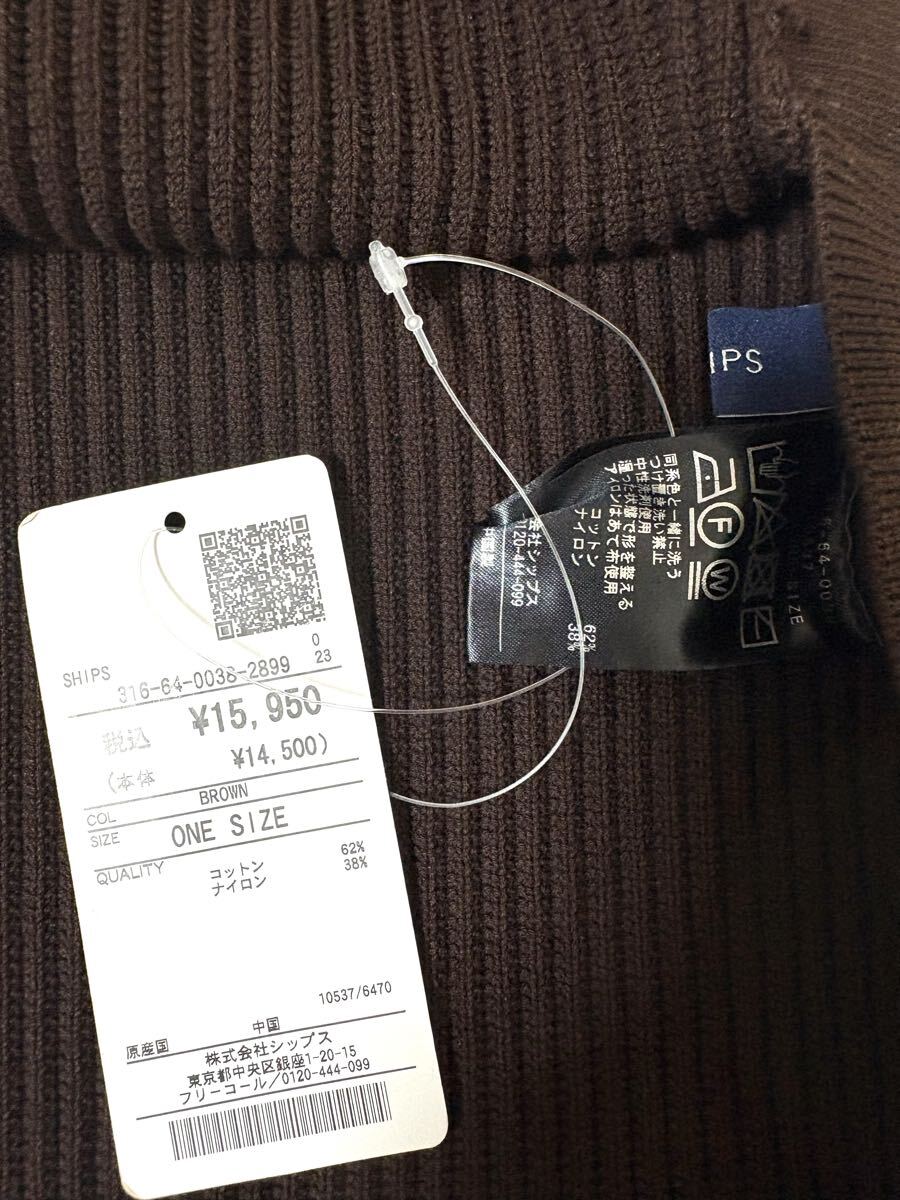 SHIPS
0
316-64-0038-2899 23
税込 ¥15,950
(本体 ¥14,500)
COL BROWN
SIZE ONE SIZE
QUALITY コットン 62%
ナイロン 38%
10537/6470
原産国 中国
株式会社シップス
東京都中央区銀座1-20-15
フリーコール/0120-444-099
IPS
W
F
同系色と一緒に洗う
つけ置き洗い禁止
中性洗剤使用
湿った状態で形を整える
アイロンはあて布使用
コットン 62%
ナイロン 38%
会社シップス
0120-444-099